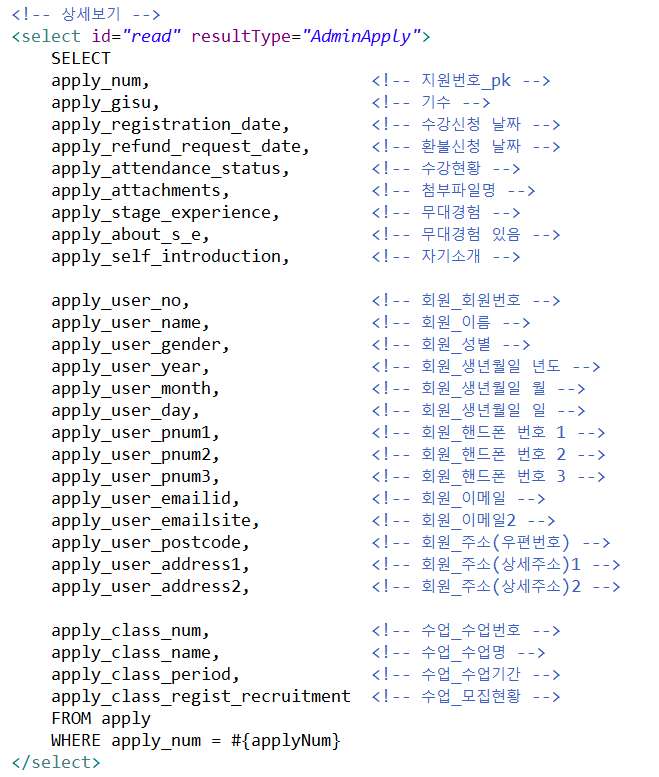 <!-- 상세보기 -->
<select id="read" resultType="AdminApply">
SELECT
apply_num, <!-- 지원번호_pk -->
apply_gisu, <!-- 기수 -->
apply_registration_date, <!-- 수강신청 날짜 -->
apply_refund_request_date, <!-- 환불신청 날짜 -->
apply_attendance_status, <!-- 수강현황 -->
apply_attachments, <!-- 첨부파일명 -->
apply_stage_experience, <!-- 무대경험 -->
apply_about_s_e, <!-- 무대경험 있음 -->
apply_self_introduction, <!-- 자기소개 -->
apply_user_no, <!-- 회원_회원번호 -->
apply_user_name, <!-- 회원_이름 -->
apply_user_gender, <!-- 회원_성별 -->
apply_user_year, <!-- 회원_생년월일 년도 -->
apply_user_month, <!-- 회원_생년월일 월 -->
apply_user_day, <!-- 회원_생년월일 일 -->
apply_user_pnum1, <!-- 회원_핸드폰 번호 1 -->
apply_user_pnum2, <!-- 회원_핸드폰 번호 2 -->
apply_user_pnum3, <!-- 회원_핸드폰 번호 3 -->
apply_user_emailid, <!-- 회원_이메일 -->
apply_user_emailsite, <!-- 회원_이메일2 -->
apply_user_postcode, <!-- 회원_주소(우편번호) -->
apply_user_address1, <!-- 회원_주소(상세주소)1 -->
apply_user_address2, <!-- 회원_주소(상세주소)2 -->
apply_class_num, <!-- 수업_수업번호 -->
apply_class_name, <!-- 수업_수업명 -->
apply_class_period, <!-- 수업_수업기간 -->
apply_class_regist_recruitment <!-- 수업_모집현황 -->
FROM apply
WHERE apply_num = #{applyNum}
</select>